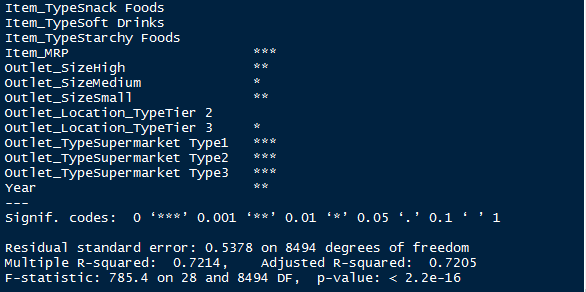 Item_TypeSnack Foods
Item_TypeSoft Drinks
Item_TypeStarchy Foods
Item_MRP                      ***
Outlet_SizeHigh               **
Outlet_SizeMedium             *
Outlet_SizeSmall              **
Outlet_Location_TypeTier 2
Outlet_Location_TypeTier 3    *
Outlet_TypeSupermarket Type1  ***
Outlet_TypeSupermarket Type2  ***
Outlet_TypeSupermarket Type3  ***
Year                          **
---
Signif. codes:  0 ‘***’ 0.001 ‘**’ 0.01 ‘*’ 0.05 ‘.’ 0.1 ‘ ’ 1
Residual standard error: 0.5378 on 8494 degrees of freedom
Multiple R-squared:  0.7214,    Adjusted R-squared:  0.7205
F-statistic: 785.4 on 28 and 8494 DF,  p-value: < 2.2e-16